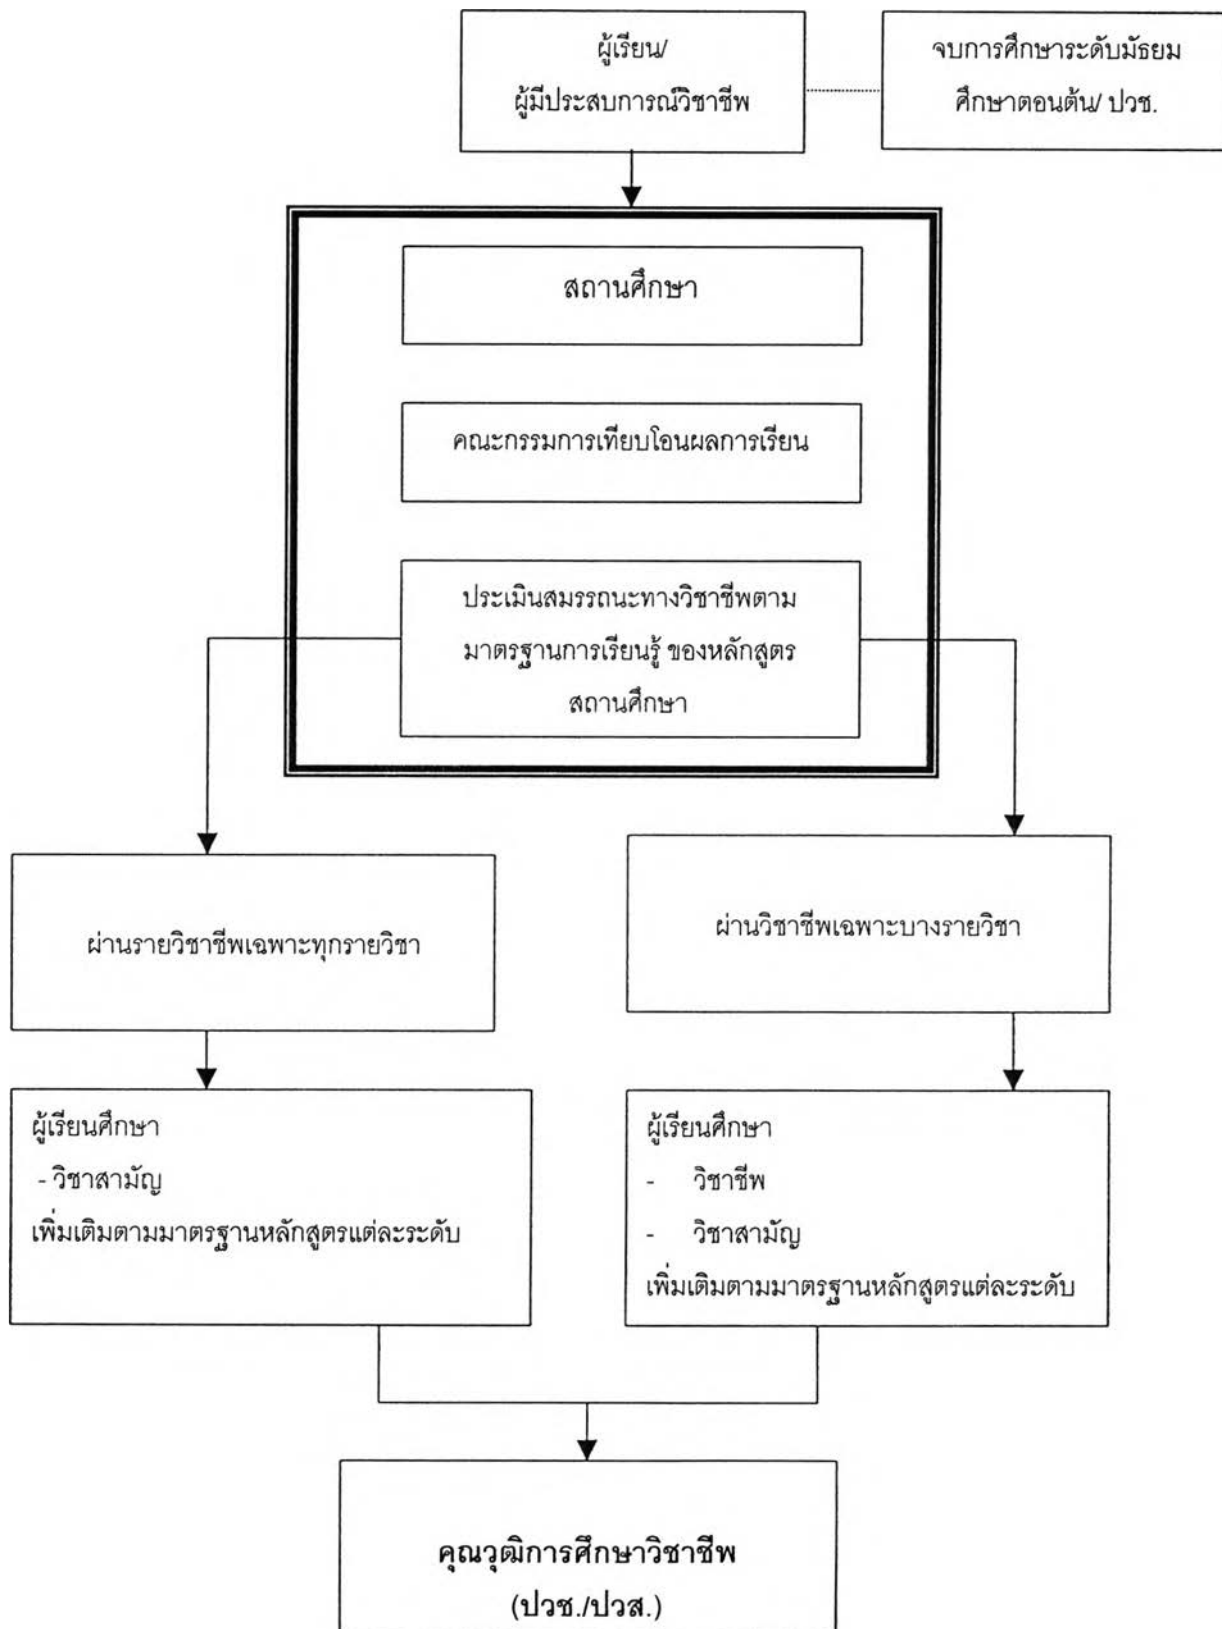 ผู้เรียน/
ผู้มีประสบการณ์วิชาชีพ
จบการศึกษาระดับมัธยม
ศึกษาตอนต้น/ ปวช.
สถานศึกษา
คณะกรรมการเทียบโอนผลการเรียน
ประเมินสมรรถนะทางวิชาชีพตาม
มาตรฐานการเรียนรู้ ของหลักสูตร
สถานศึกษา
ผ่านรายวิชาชีพเฉพาะทุกรายวิชา
ผ่านวิชาชีพเฉพาะบางรายวิชา
ผู้เรียนศึกษา
- วิชาสามัญ
เพิ่มเติมตามมาตรฐานหลักสูตรแต่ละระดับ
ผู้เรียนศึกษา
- วิชาชีพ
- วิชาสามัญ
เพิ่มเติมตามมาตรฐานหลักสูตรแต่ละระดับ
คุณวุฒิการศึกษาวิชาชีพ
(ปวช./ปวส.)